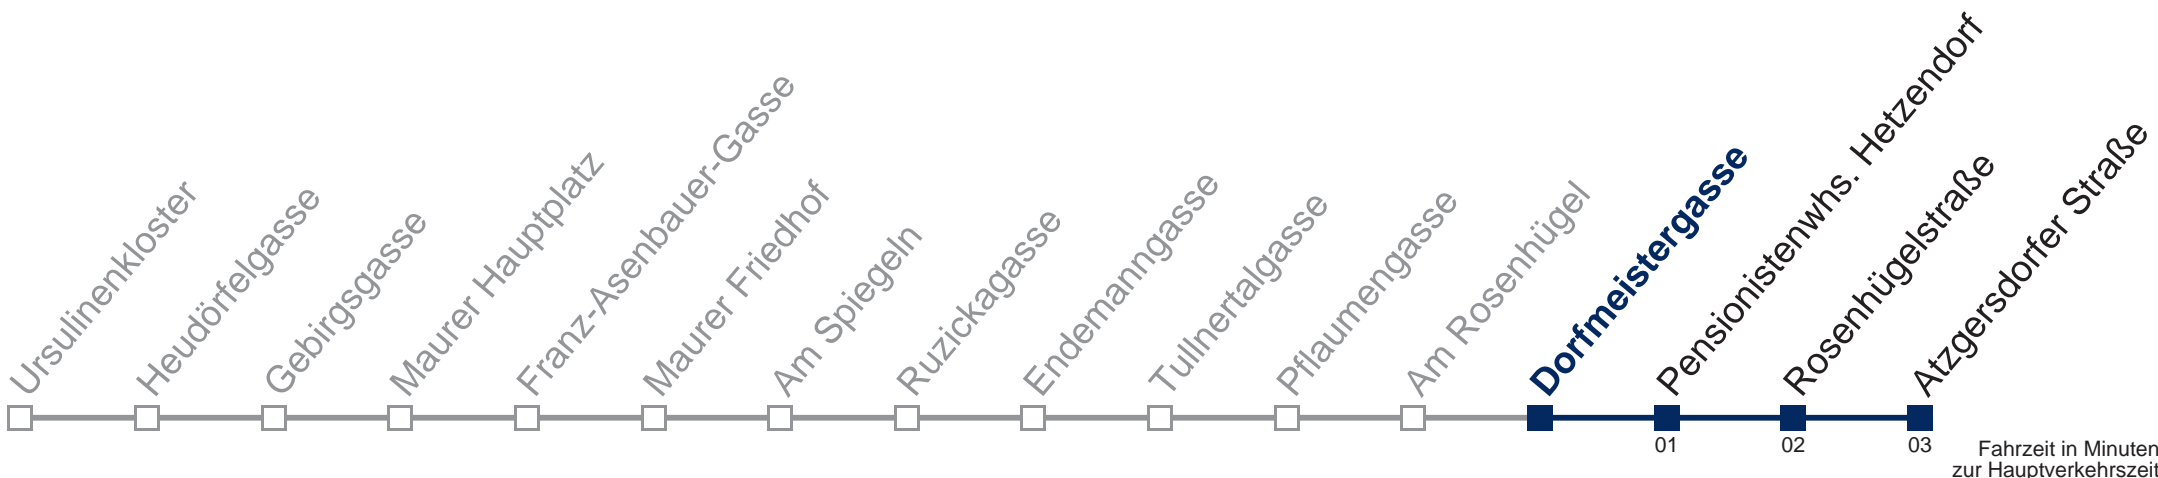 Ursulinenkloster
Heudörfelgasse
Gebirgsgasse
Maurer Hauptplatz
Franz-Asenbauer-Gasse
Maurer Friedhof
Am Spiegeln
Ruzickagasse
Endemanngasse
Tullnertalgasse
Pflaumengasse
Am Rosenhügel
Dorfmeistergasse
Pensionistenwhs. Hetzendorf
Rosenhügelstraße
Atzgersdorfer Straße
01
02
03
Fahrzeit in Minuten
zur Hauptverkehrszeit